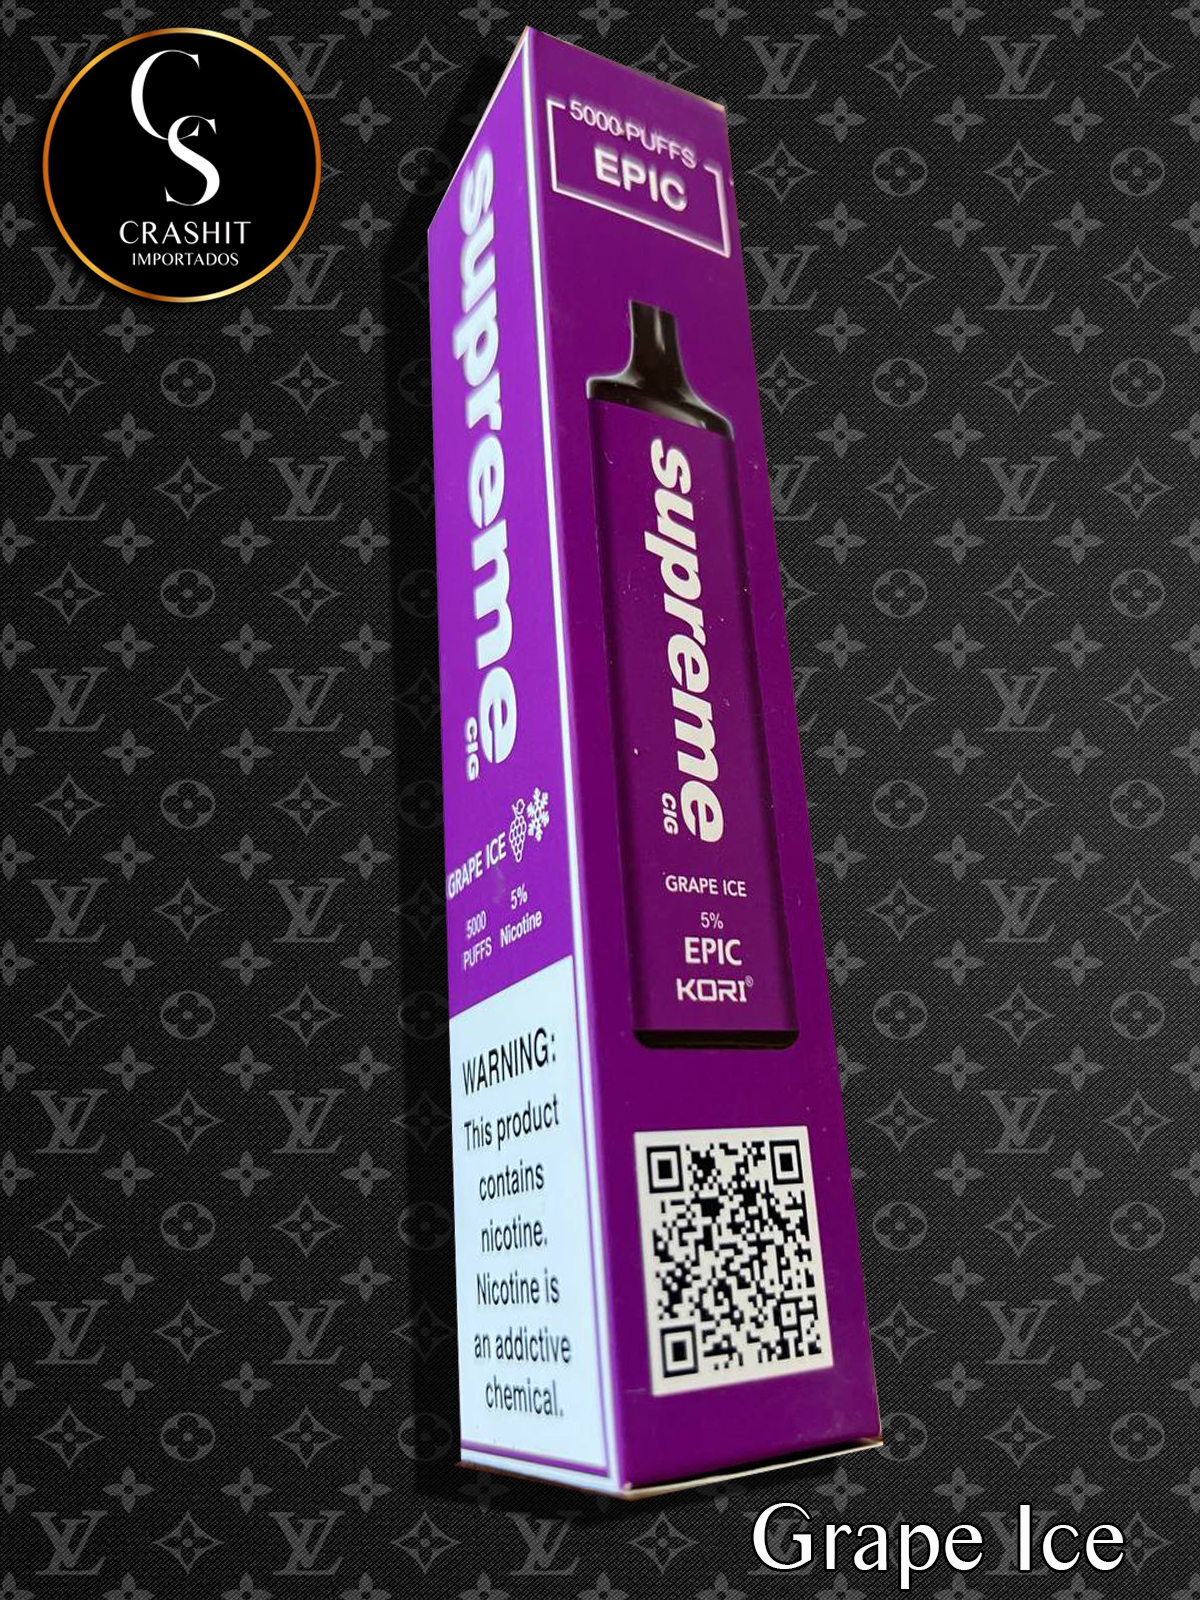 CS
CRASHIT
IMPORTADOS
5000 PUFFS
EPIC
supreme
CIG
GRAPE ICE
5000
PUFFS
5%
Nicotine
WARNING:
This product
contains
nicotine.
Nicotine is
an addictive
chemical.
supreme
CIG
GRAPE ICE
5%
EPIC
KORI®
Grape Ice